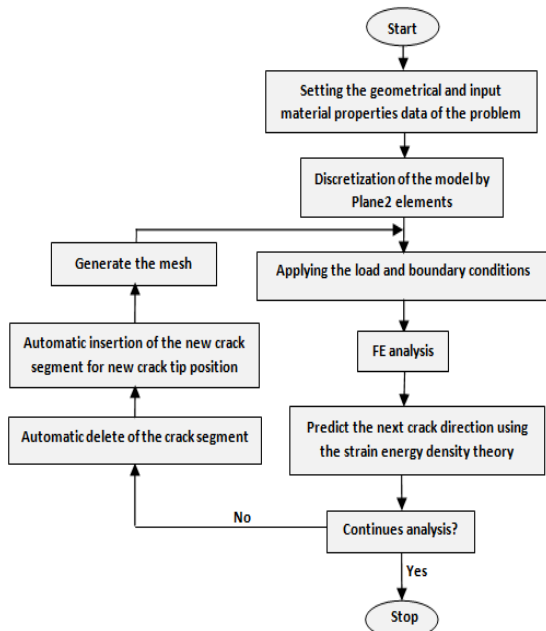 Start
Setting the geometrical and input
material properties data of the problem
Discretization of the model by
Plane2 elements
Generate the mesh
Applying the load and boundary conditions
Automatic insertion of the new crack
segment for new crack tip position
FE analysis
Automatic delete of the crack segment
Predict the next crack direction using
the strain energy density theory
No
Continues analysis?
Yes
Stop